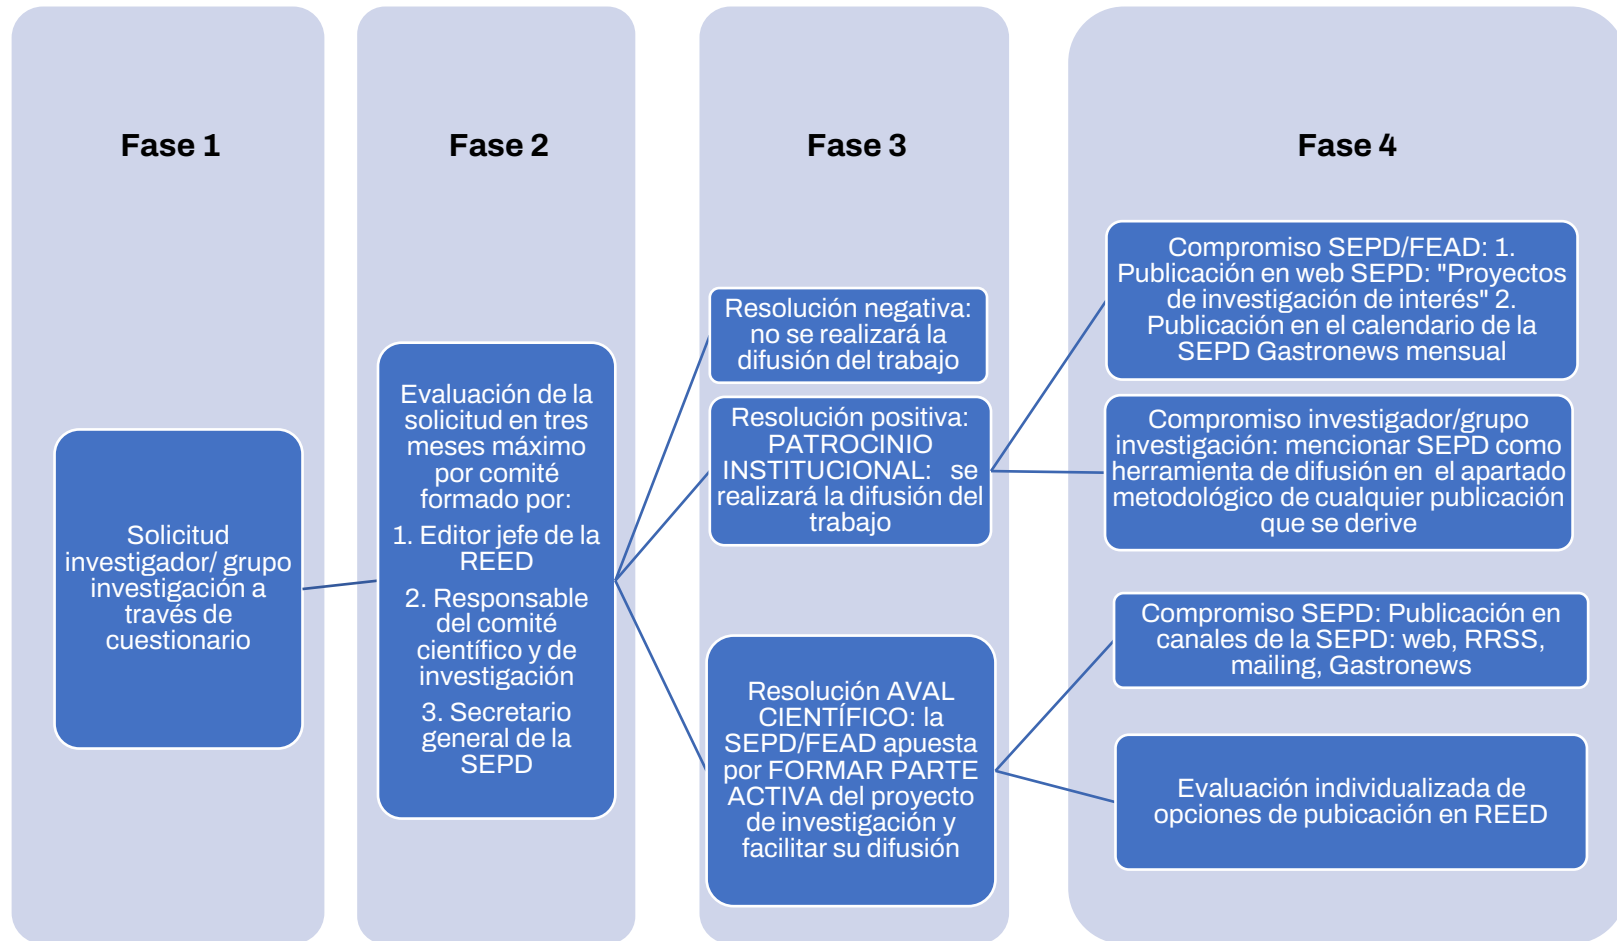 Fase 1
Solicitud
investigador/ grupo
investigación a
través de
cuestionario
Fase 2
Evaluación de la
solicitud en tres
meses máximo
por comité
formado por:
1. Editor jefe de la
REED
2. Responsable
del comité
científico y de
investigación
3. Secretario
general de la
SEPD
Fase 3
Resolución negativa:
no se realizará la
difusión del trabajo
Resolución positiva:
PATROCINIO
INSTITUCIONAL: se
realizará la difusión del
trabajo
Resolución AVAL
CIENTÍFICO: la
SEPD/FEAD apuesta
por FORMAR PARTE
ACTIVA del proyecto
de investigación y
facilitar su difusión
Fase 4
Compromiso SEPD/FEAD: 1.
Publicación en web SEPD: "Proyectos
de investigación de interés" 2.
Publicación en el calendario de la
SEPD Gastronews mensual
Compromiso investigador/grupo
investigación: mencionar SEPD como
herramienta de difusión en el apartado
metodológico de cualquier publicación
que se derive
Compromiso SEPD: Publicación en
canales de la SEPD: web, RRSS,
mailing, Gastronews
Evaluación individualizada de
opciones de pubicación en REED